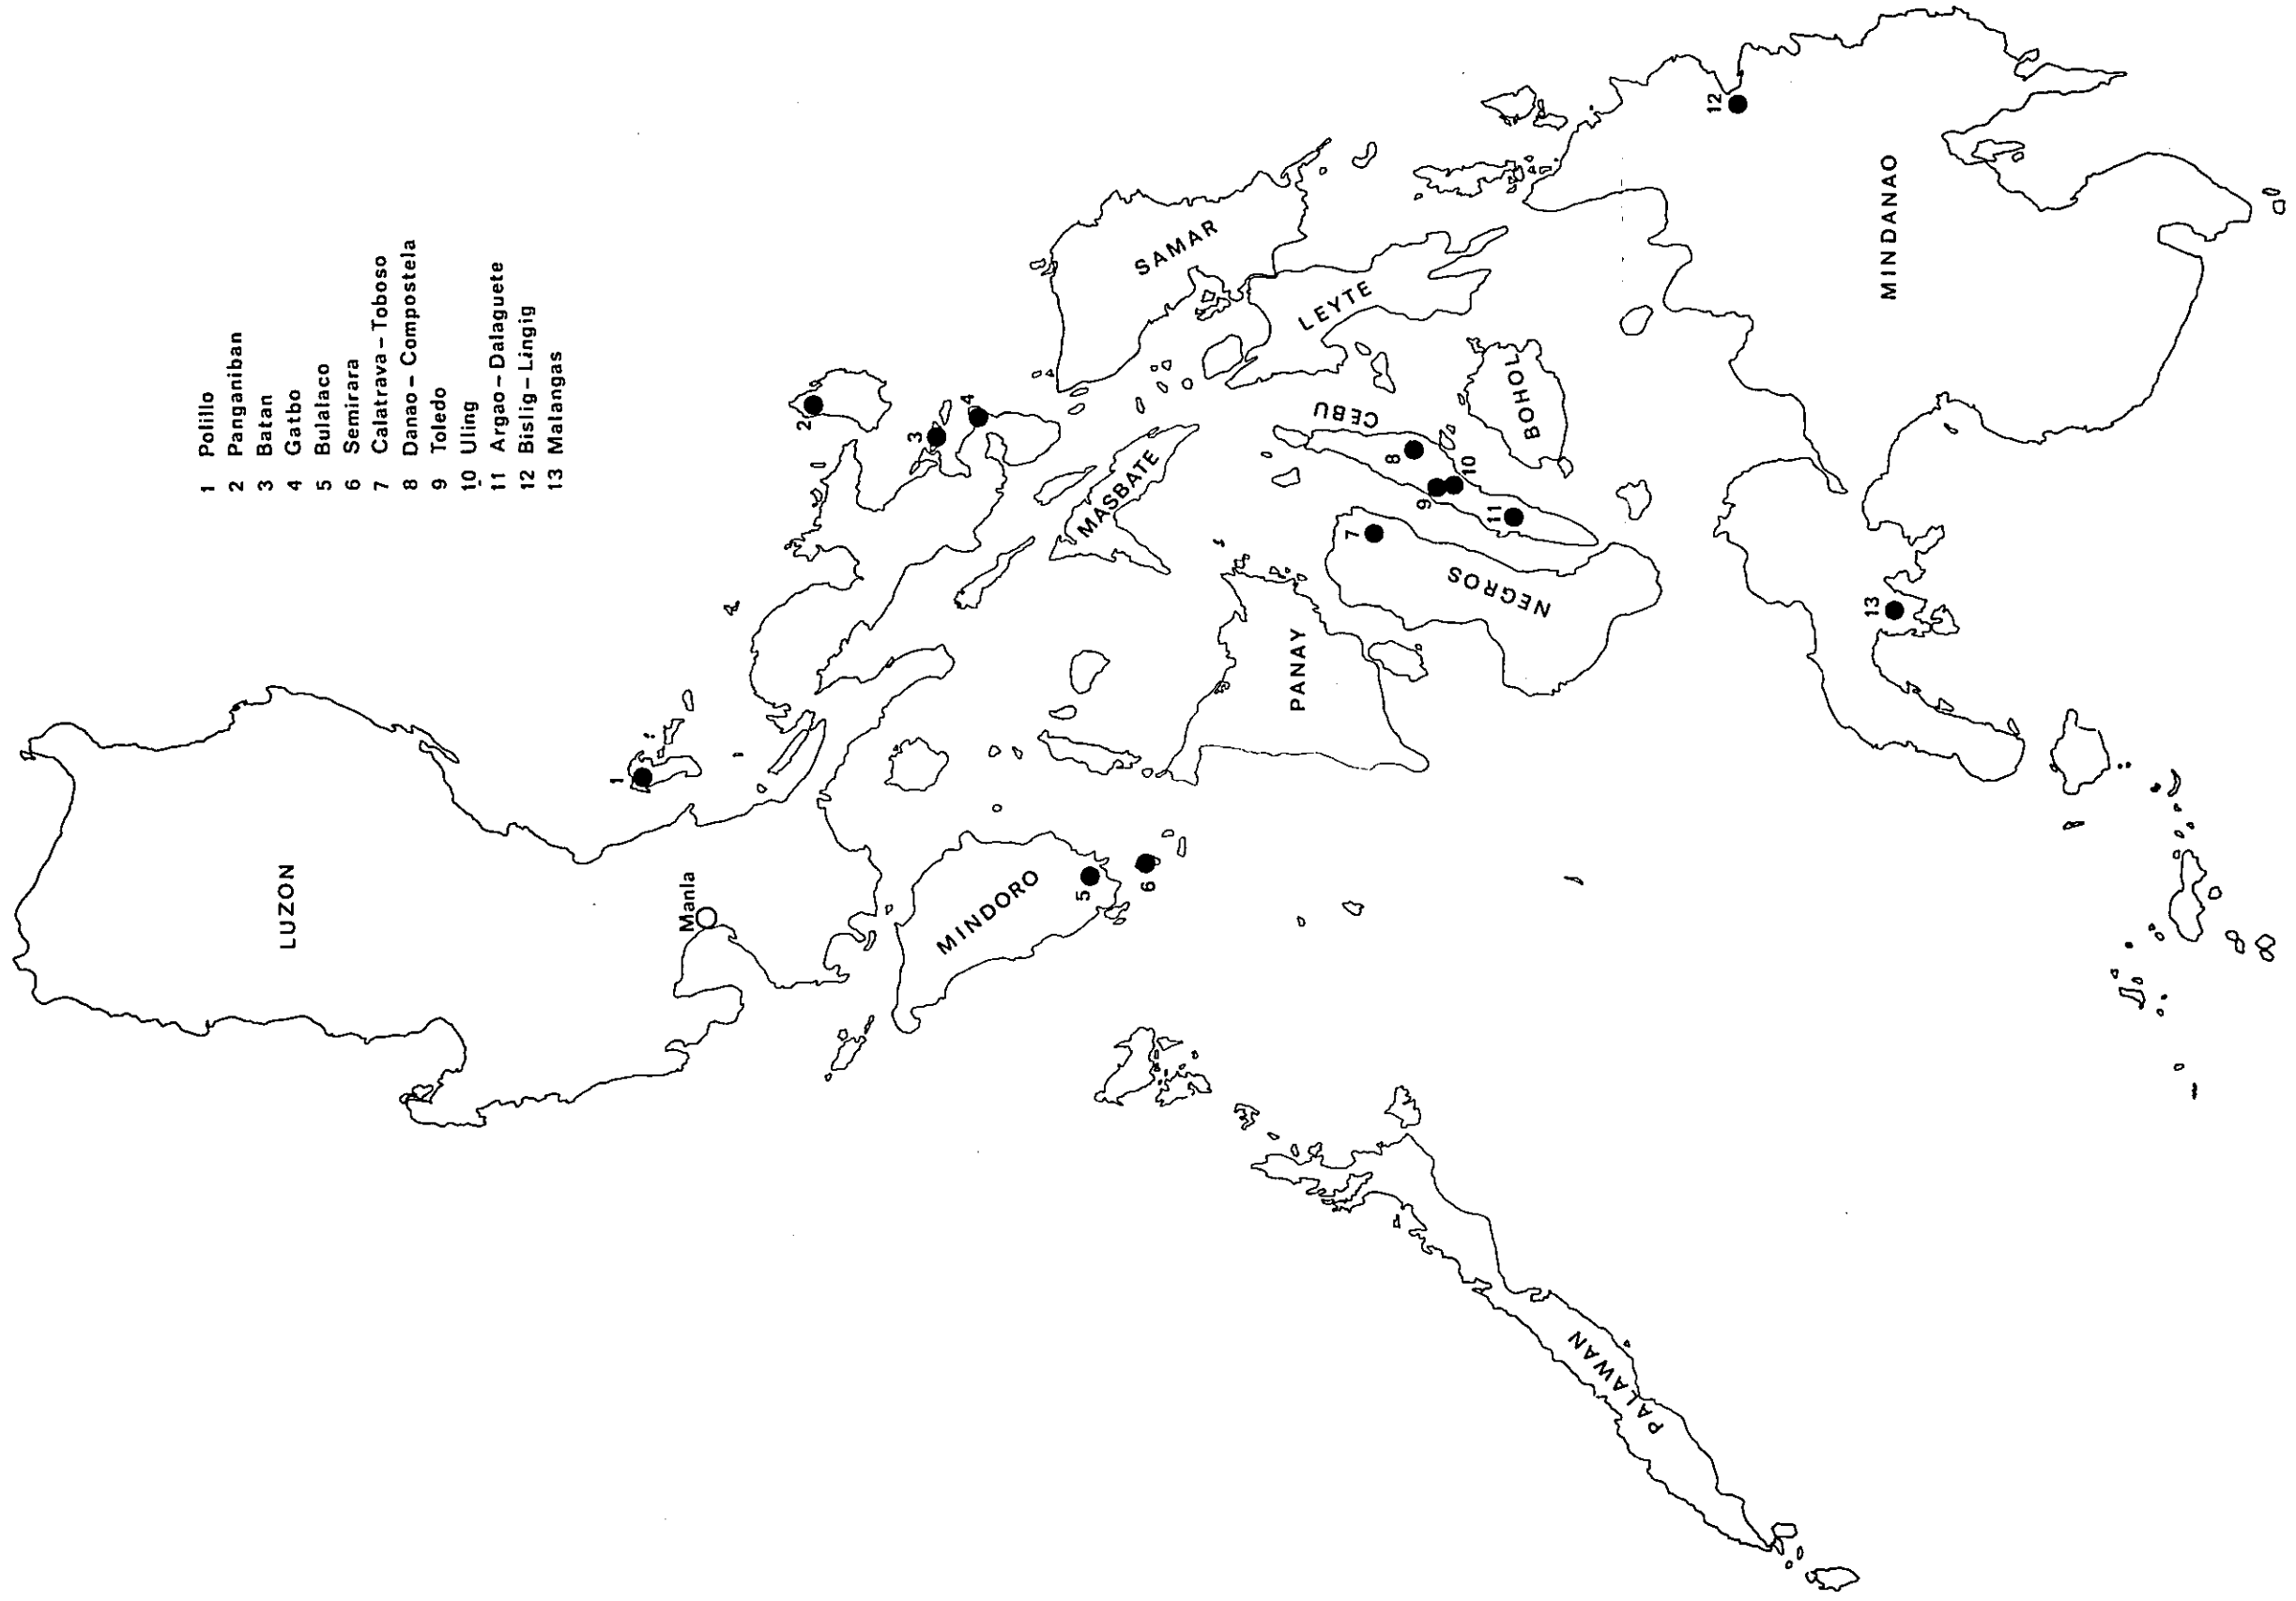 1 Polillo
2 Panganiban
3 Batan
4 Gatbo
5 Bulalaco
6 Semirara
7 Calatrava – Toboso
8 Danao – Compostela
9 Toledo
10 Uling
11 Argao – Dalaguete
12 Bislig – Lingig
13 Malangas
LUZON
Manla
1
2
3
4
MINDORO
5
6
MASBATE
SAMAR
LEYTE
PANAY
CEBU
NEGROS
BOHOL
7
8
9
10
11
12
MINDANAO
13
PALAWAN